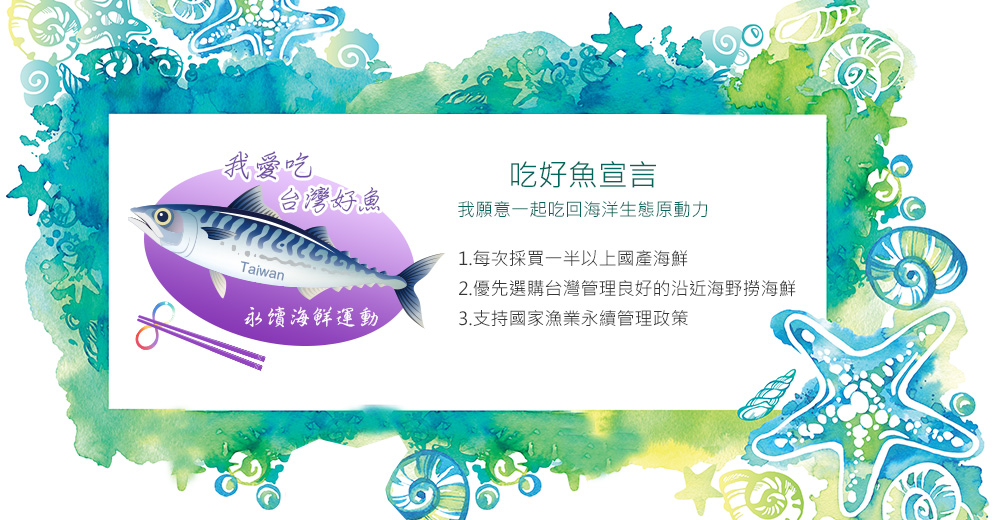 我愛吃
台灣好魚
Taiwan
永續海鮮運動
吃好魚宣言
我願意一起吃回海洋生態原動力
1.每次採買一半以上國產海鮮
2.優先選購台灣管理良好的沿近海野撈海鮮
3.支持國家漁業永續管理政策